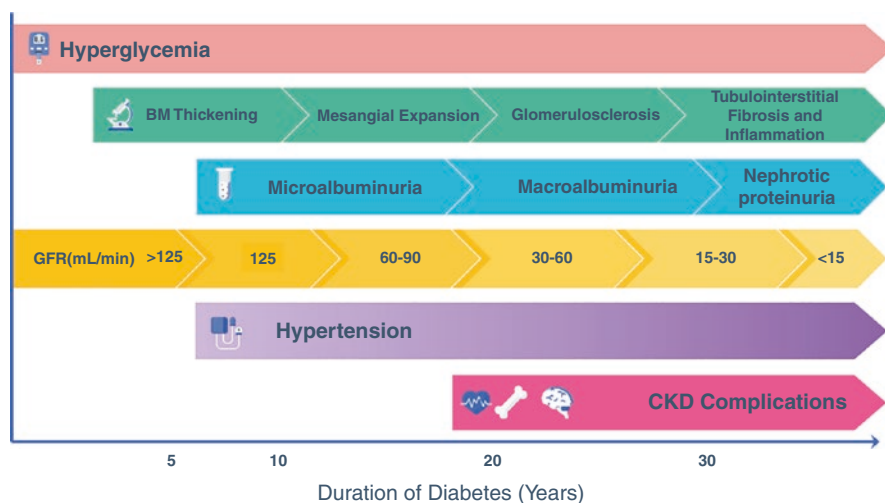 Hyperglycemia
BM Thickening
Mesangial Expansion
Glomerulosclerosis
Tubulointerstitial
Fibrosis and
Inflammation
Microalbuminuria
Macroalbuminuria
Nephrotic
proteinuria
GFR(mL/min) >125
125
60-90
30-60
15-30
<15
Hypertension
CKD Complications
5
10
20
30
Duration of Diabetes (Years)